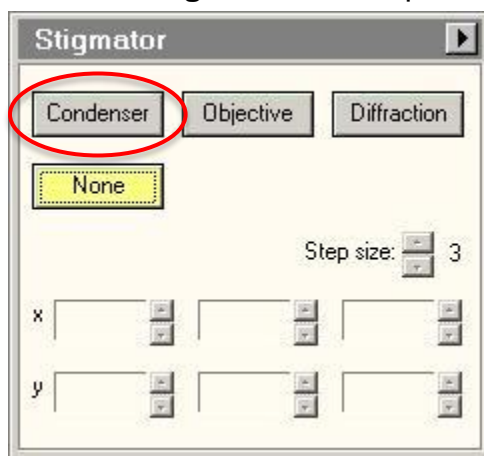 Stigmator
Condenser Objective Diffraction
None
Step size: 3
x
y